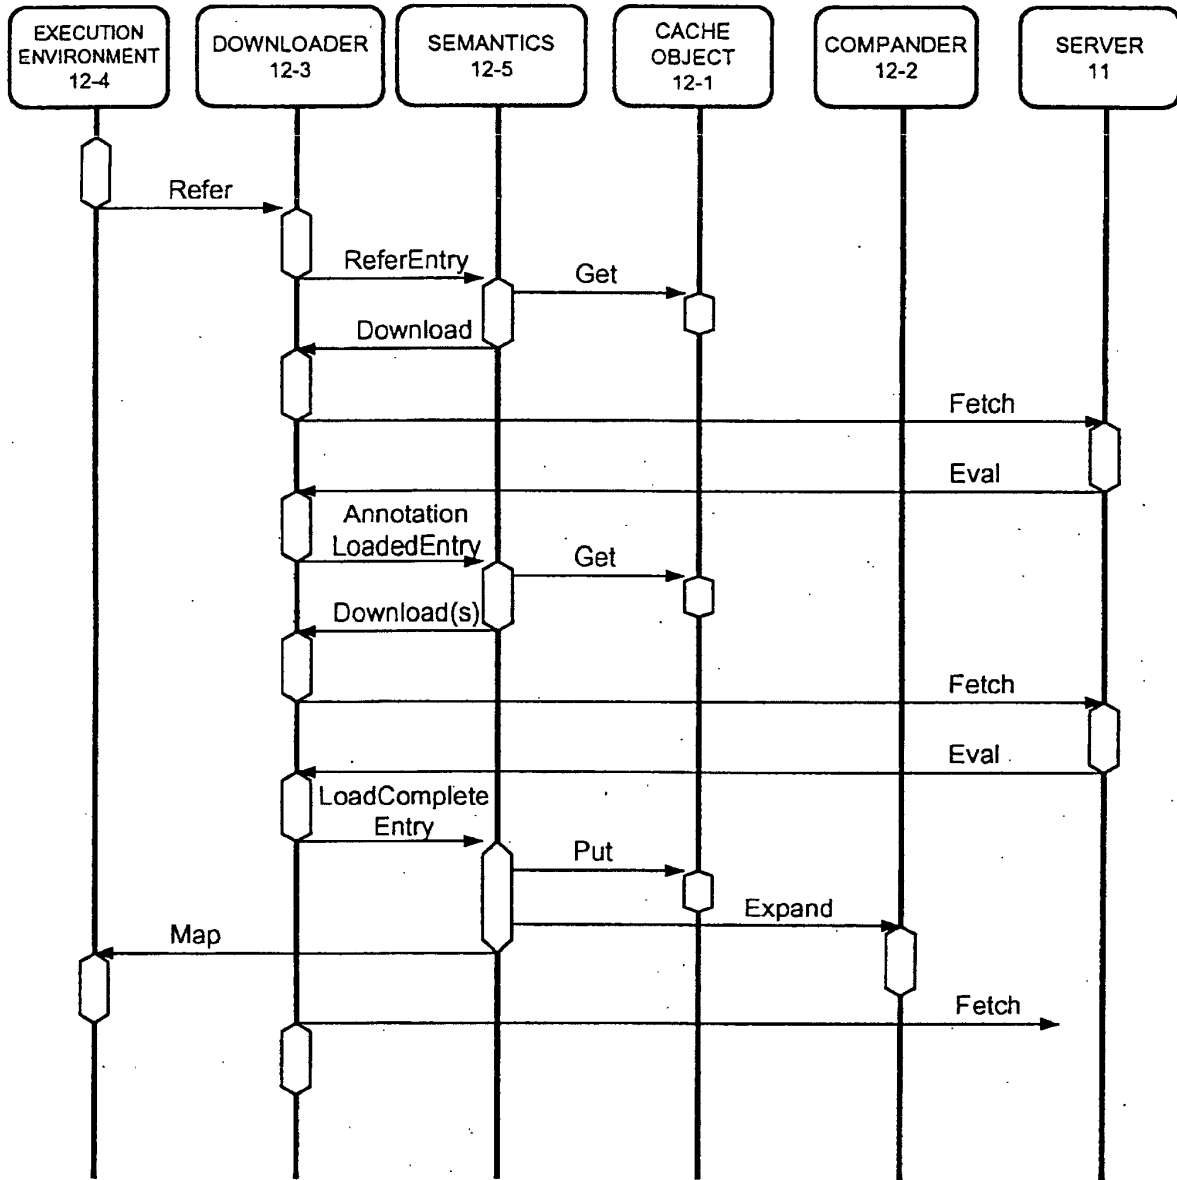 EXECUTION
ENVIRONMENT
12-4
DOWNLOADER
12-3
SEMANTICS
12-5
CACHE
OBJECT
12-1
COMPANDER
12-2
SERVER
11
Refer
ReferEntry
Get
Download
Fetch
Eval
Annotation
LoadedEntry
Get
Download(s)
Fetch
Eval
LoadComplete
Entry
Put
Expand
Map
Fetch